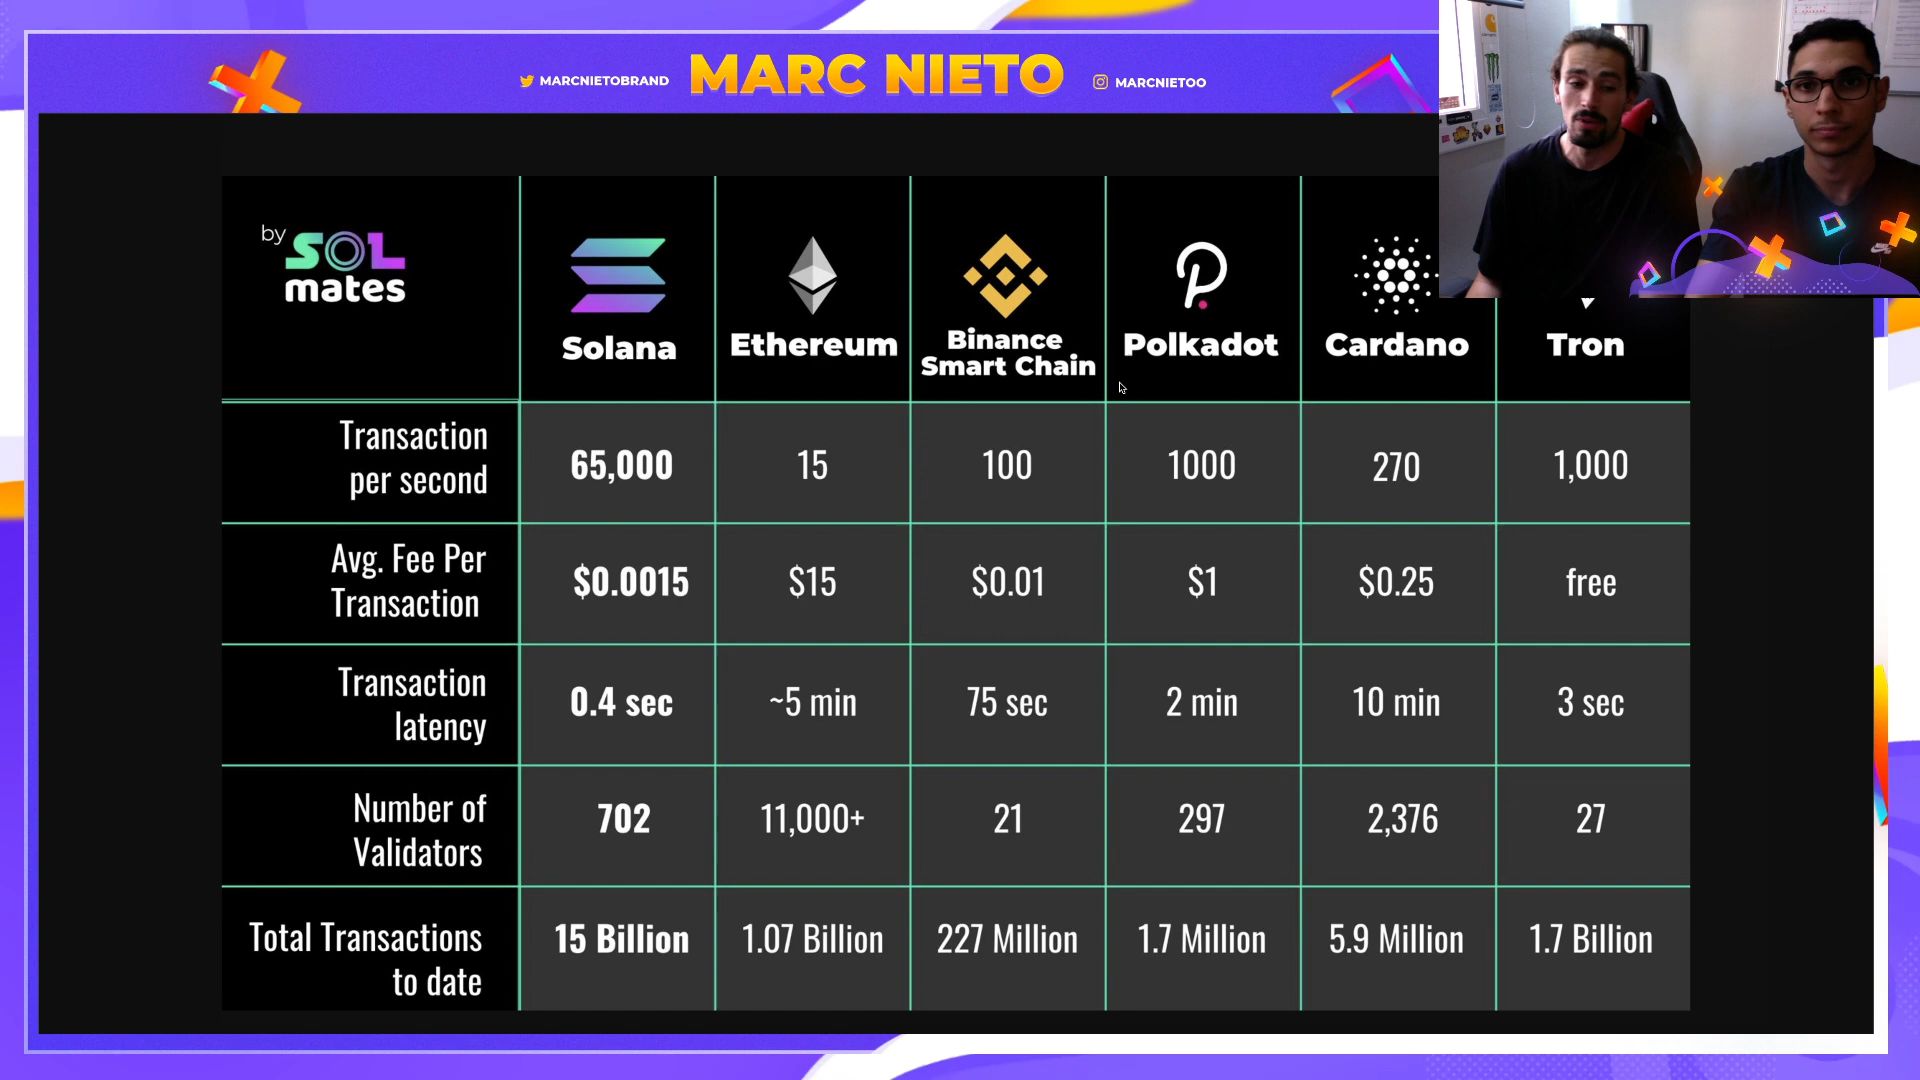 MARCNIETOBRAND
MARC NIETO
MARCNIETOO
by SOL
mates
Solana
Ethereum
Binance
Smart Chain
Polkadot
Cardano
Tron
Transaction
per second
65,000
15
100
1000
270
1,000
Avg. Fee Per
Transaction
$0.0015
$15
$0.01
$1
$0.25
free
Transaction
latency
0.4 sec
~5 min
75 sec
2 min
10 min
3 sec
Number of
Validators
702
11,000+
21
297
2,376
27
Total Transactions
to date
15 Billion
1.07 Billion
227 Million
1.7 Million
5.9 Million
1.7 Billion